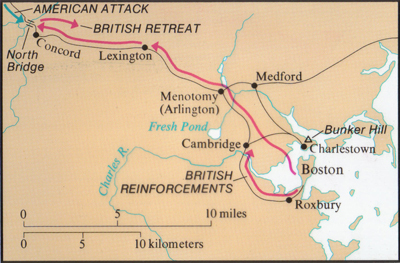 AMERICAN ATTACK
BRITISH RETREAT
North
Bridge
Concord
Lexington
Medford
Menotomy
(Arlington)
Fresh Pond
Bunker Hill
Cambridge
Charlestown
Charles R.
BRITISH
REINFORCEMENTS
Boston
Roxbury
0 5 10 miles
0 5 10 kilometers